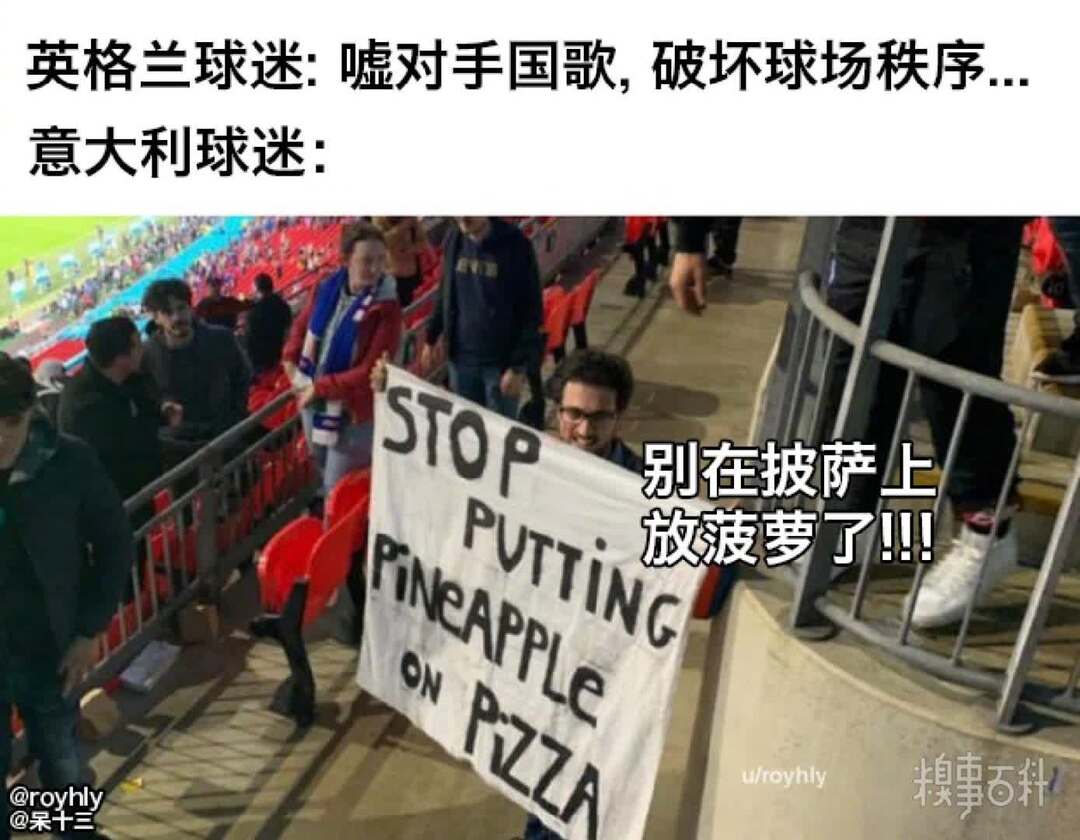 英格兰球迷: 嘘对手国歌, 破坏球场秩序...
意大利球迷:
STOP
PUTTiNG
PiNeAPPLe
ON PiZZA
别在披萨上
放菠萝了!!!
u/royhly
糗事百科
@royhly
@呆十三